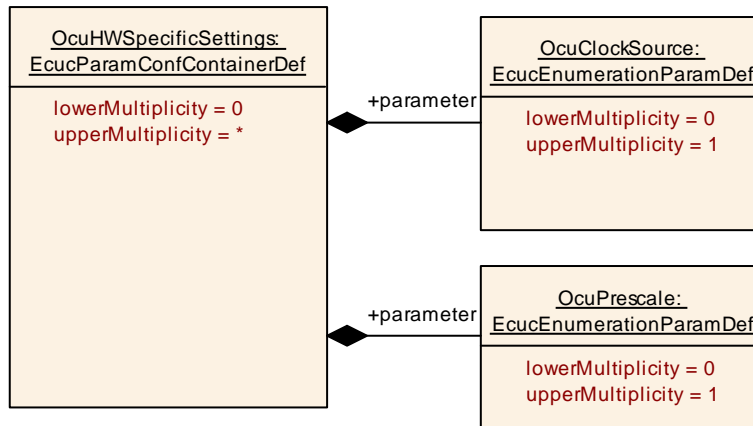 OcuHWSpecificSettings:
EcucParamConfContainerDef
lowerMultiplicity = 0
upperMultiplicity = *
+parameter
OcuClockSource:
EcucEnumerationParamDef
lowerMultiplicity = 0
upperMultiplicity = 1
+parameter
OcuPrescale:
EcucEnumerationParamDef
lowerMultiplicity = 0
upperMultiplicity = 1